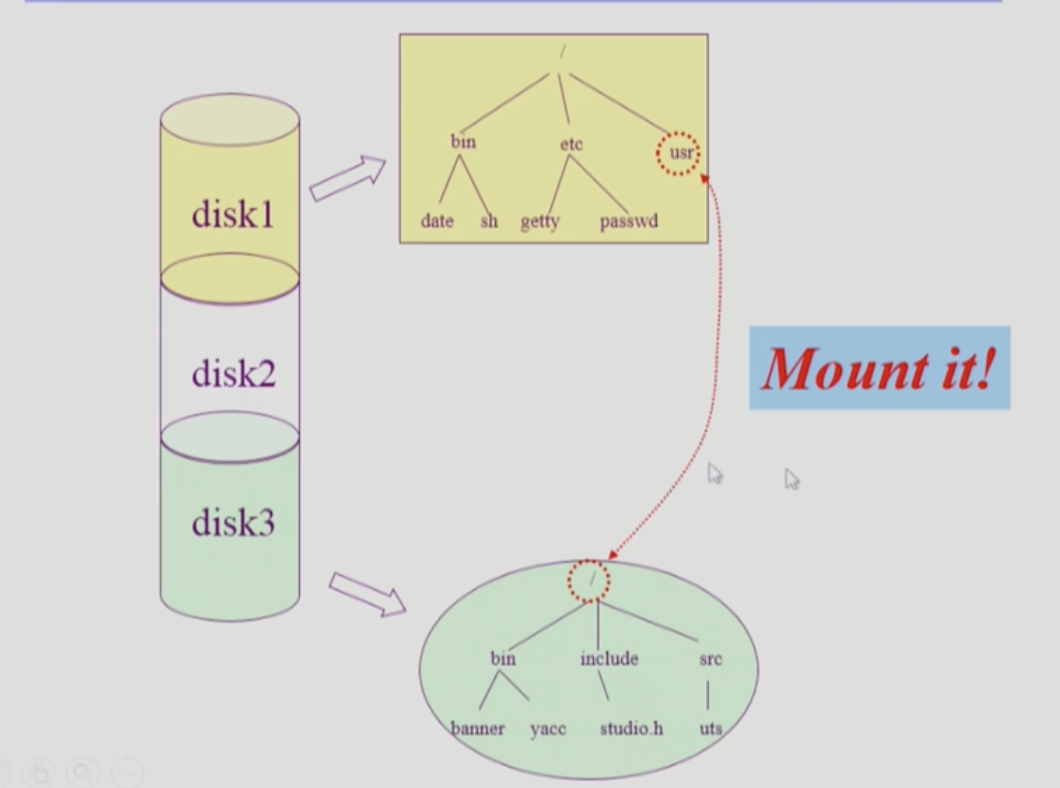 /
bin etc usr
date sh getty passwd
disk1
disk2
Mount it!
disk3
/
bin include src
banner yacc studio.h uts